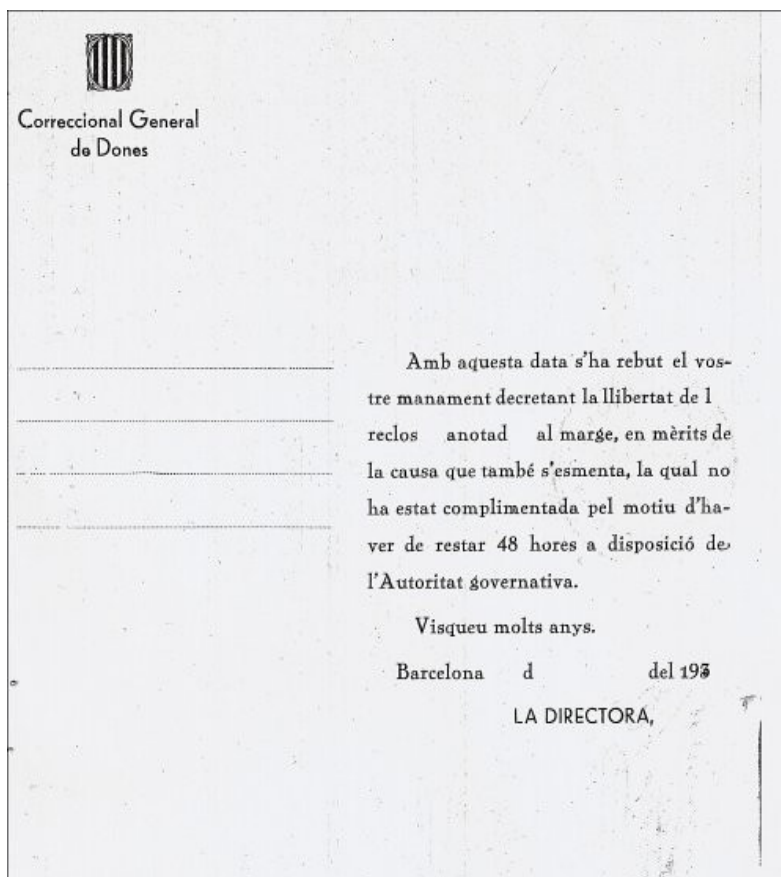 Correccional General
de Dones
Amb aquesta data s'ha rebut el vos-
tre manament decretant la llibertat de l
reclos anotad al marge, en mèrits de
la causa que també s'esmenta, la qual no
ha estat complimentada pel motiu d'ha-
ver de restar 48 hores a disposició de
l'Autoritat governativa.
Visqueu molts anys.
Barcelona d del 193
LA DIRECTORA,